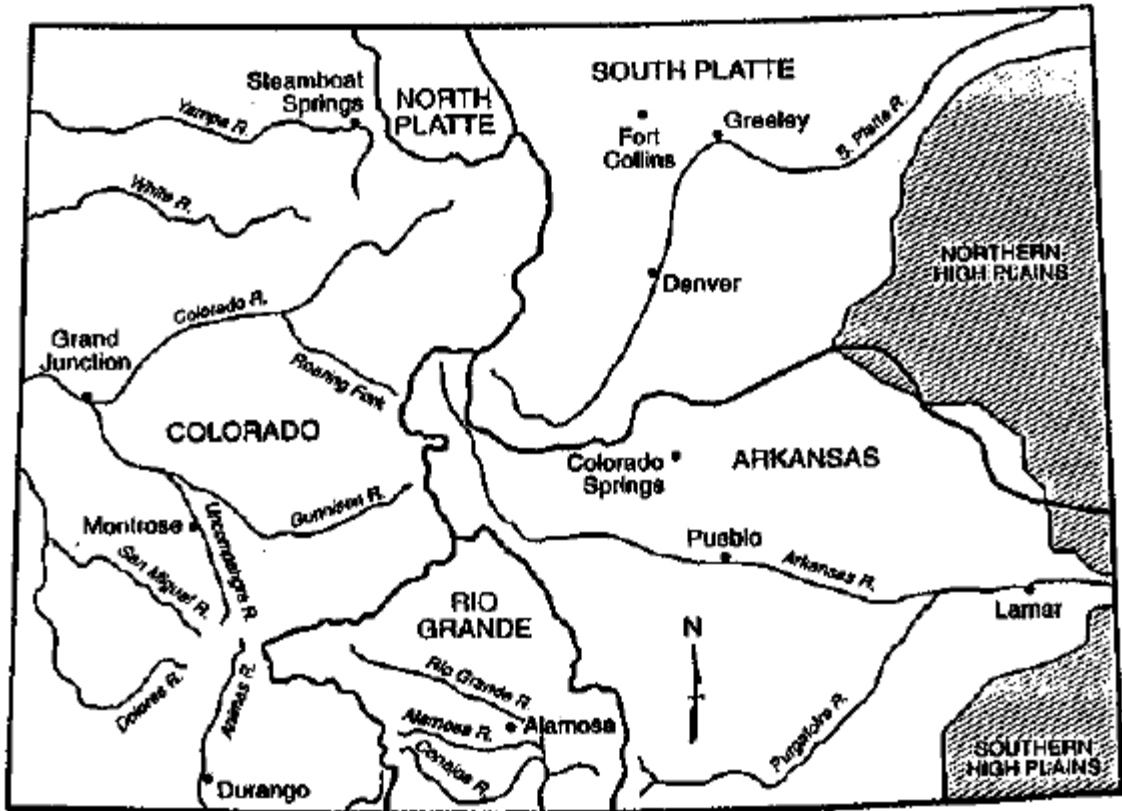 Steamboat
Springs
NORTH
PLATTE
SOUTH PLATTE
Fort
Collins
Greeley
S. Platte R.
Yampa R.
White R.
NORTHERN
HIGH PLAINS
Denver
Colorado R.
Grand
Junction
Roaring Fork
COLORADO
Colorado
Springs
ARKANSAS
Gunnison R.
Montrose
Uncompahgre R.
San Miguel R.
Pueblo
Arkansas R.
Lamar
RIO
GRANDE
N
Rio Grande R.
Dolores R.
Animas R.
Alamosa R.
Alamosa
Conejos R.
Purgatoire R.
Durango
SOUTHERN
HIGH PLAINS